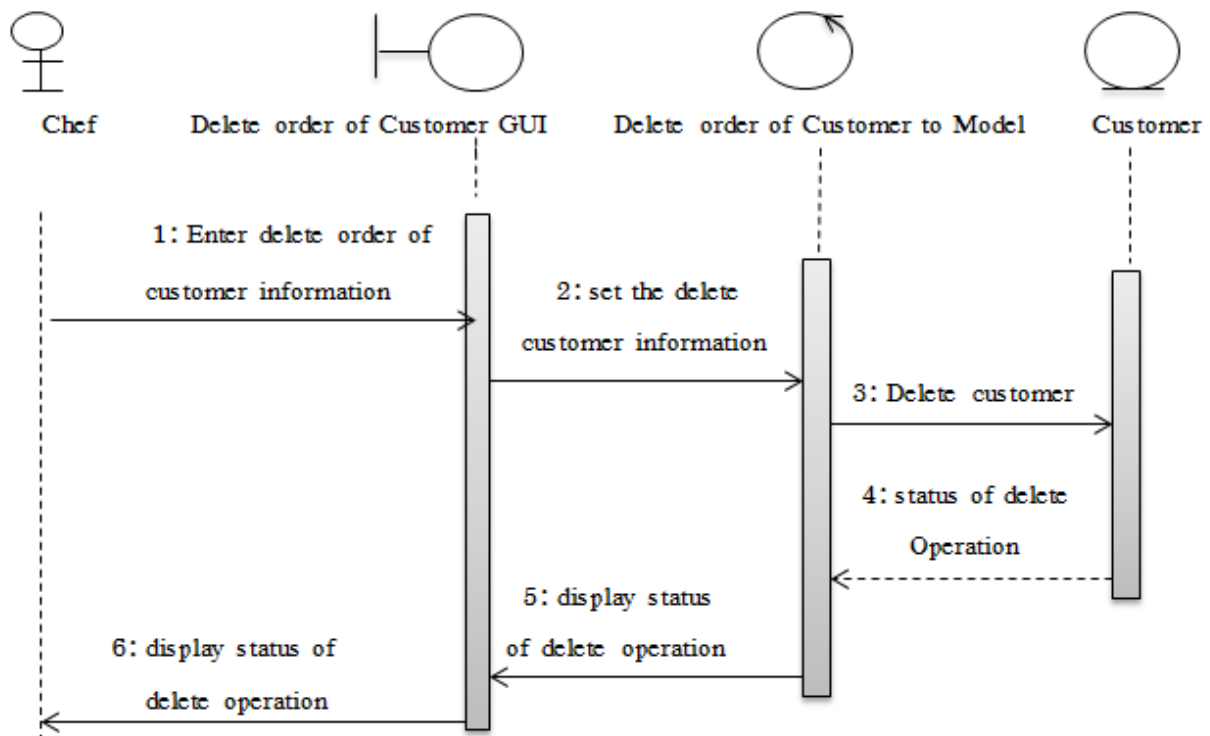 Chef
Delete order of Customer GUI
Delete order of Customer to Model
Customer
1: Enter delete order of
customer information
2: set the delete
customer information
3: Delete customer
4: status of delete
Operation
5: display status
of delete operation
6: display status of
delete operation